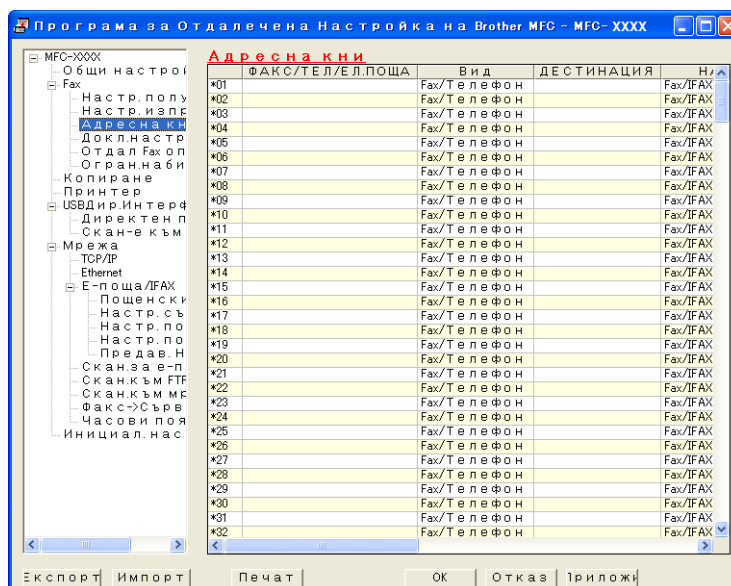 Програма за Отдалечена Настройка на Brother MFC - MFC-XXXX
MFC-XXXX
Общи настрой
Fax
Настр.полу
Настр.изпр
Адресна кн
Докл.настр
Отдал Fax оп
Огран.наби
Копиране
Принтер
USBДир.Интерф
Директен п
Скан-е към
Мрежа
TCP/IP
Ethernet
Е-поща/IFAX
Пощенски
Настр.съ
Настр.по
Настр.по
Предав.Н
Скан.за е-п
Скан.към FTP
Скан.към мр
Факс->Сърв
Часови поя
Инициал.нас
Адресна кни
ФАКС/ТЕЛ/ЕЛ.ПОЩА Вид ДЕСТИНАЦИЯ НА
*01 Fax/Телефон Fax/IFAX
*02 Fax/Телефон Fax/IFAX
*03 Fax/Телефон Fax/IFAX
*04 Fax/Телефон Fax/IFAX
*05 Fax/Телефон Fax/IFAX
*06 Fax/Телефон Fax/IFAX
*07 Fax/Телефон Fax/IFAX
*08 Fax/Телефон Fax/IFAX
*09 Fax/Телефон Fax/IFAX
*10 Fax/Телефон Fax/IFAX
*11 Fax/Телефон Fax/IFAX
*12 Fax/Телефон Fax/IFAX
*13 Fax/Телефон Fax/IFAX
*14 Fax/Телефон Fax/IFAX
*15 Fax/Телефон Fax/IFAX
*16 Fax/Телефон Fax/IFAX
*17 Fax/Телефон Fax/IFAX
*18 Fax/Телефон Fax/IFAX
*19 Fax/Телефон Fax/IFAX
*20 Fax/Телефон Fax/IFAX
*21 Fax/Телефон Fax/IFAX
*22 Fax/Телефон Fax/IFAX
*23 Fax/Телефон Fax/IFAX
*24 Fax/Телефон Fax/IFAX
*25 Fax/Телефон Fax/IFAX
*26 Fax/Телефон Fax/IFAX
*27 Fax/Телефон Fax/IFAX
*28 Fax/Телефон Fax/IFAX
*29 Fax/Телефон Fax/IFAX
*30 Fax/Телефон Fax/IFAX
*31 Fax/Телефон Fax/IFAX
*32 Fax/Телефон Fax/IFAX
Експорт Импорт Печат OK Отказ Приложи